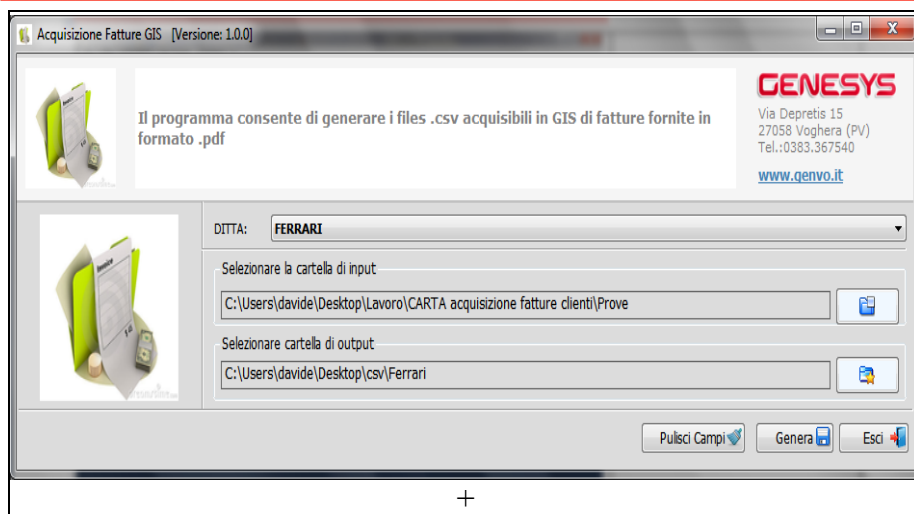 Acquisizione Fatture GIS [Versione: 1.0.0]
X
Il programma consente di generare i files .csv acquisibili in GIS di fatture fornite in
formato .pdf
GENESYS
Via Depretis 15
27058 Voghera (PV)
Tel.:0383.367540
www.genvo.it
DITTA: FERRARI
Selezionare la cartella di input
C:\Users\davide\Desktop\Lavoro\CARTA acquisizione fatture clienti\Prove
Selezionare cartella di output
C:\Users\davide\Desktop\csv\Ferrari
Pulisci Campi Genera Esci
+